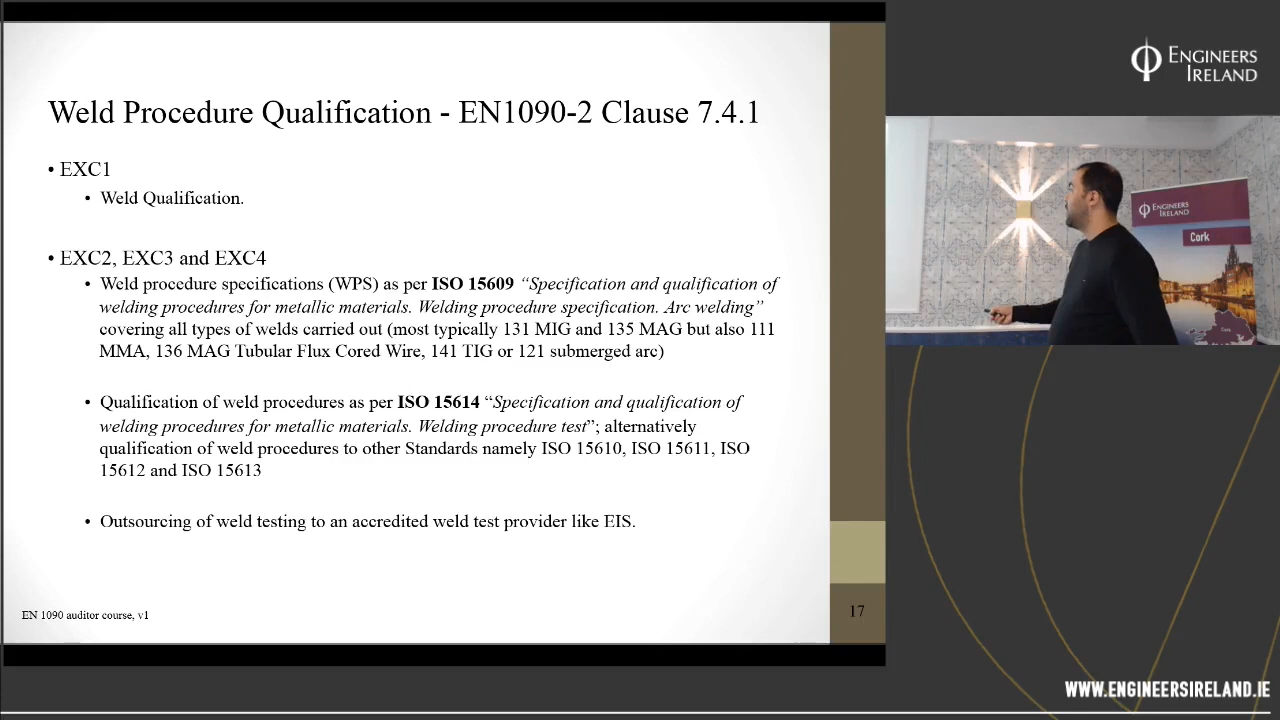 Weld Procedure Qualification - EN1090-2 Clause 7.4.1
• EXC1
• Weld Qualification.
• EXC2, EXC3 and EXC4
• Weld procedure specifications (WPS) as per ISO 15609 “Specification and qualification of
welding procedures for metallic materials. Welding procedure specification. Arc welding”
covering all types of welds carried out (most typically 131 MIG and 135 MAG but also 111
MMA, 136 MAG Tubular Flux Cored Wire, 141 TIG or 121 submerged arc)
• Qualification of weld procedures as per ISO 15614 “Specification and qualification of
welding procedures for metallic materials. Welding procedure test”; alternatively
qualification of weld procedures to other Standards namely ISO 15610, ISO 15611, ISO
15612 and ISO 15613
• Outsourcing of weld testing to an accredited weld test provider like EIS.
EN 1090 auditor course, v1
17
ENGINEERS
IRELAND
ENGINEERS
IRELAND
Cork
WWW.ENGINEERSIRELAND.IE